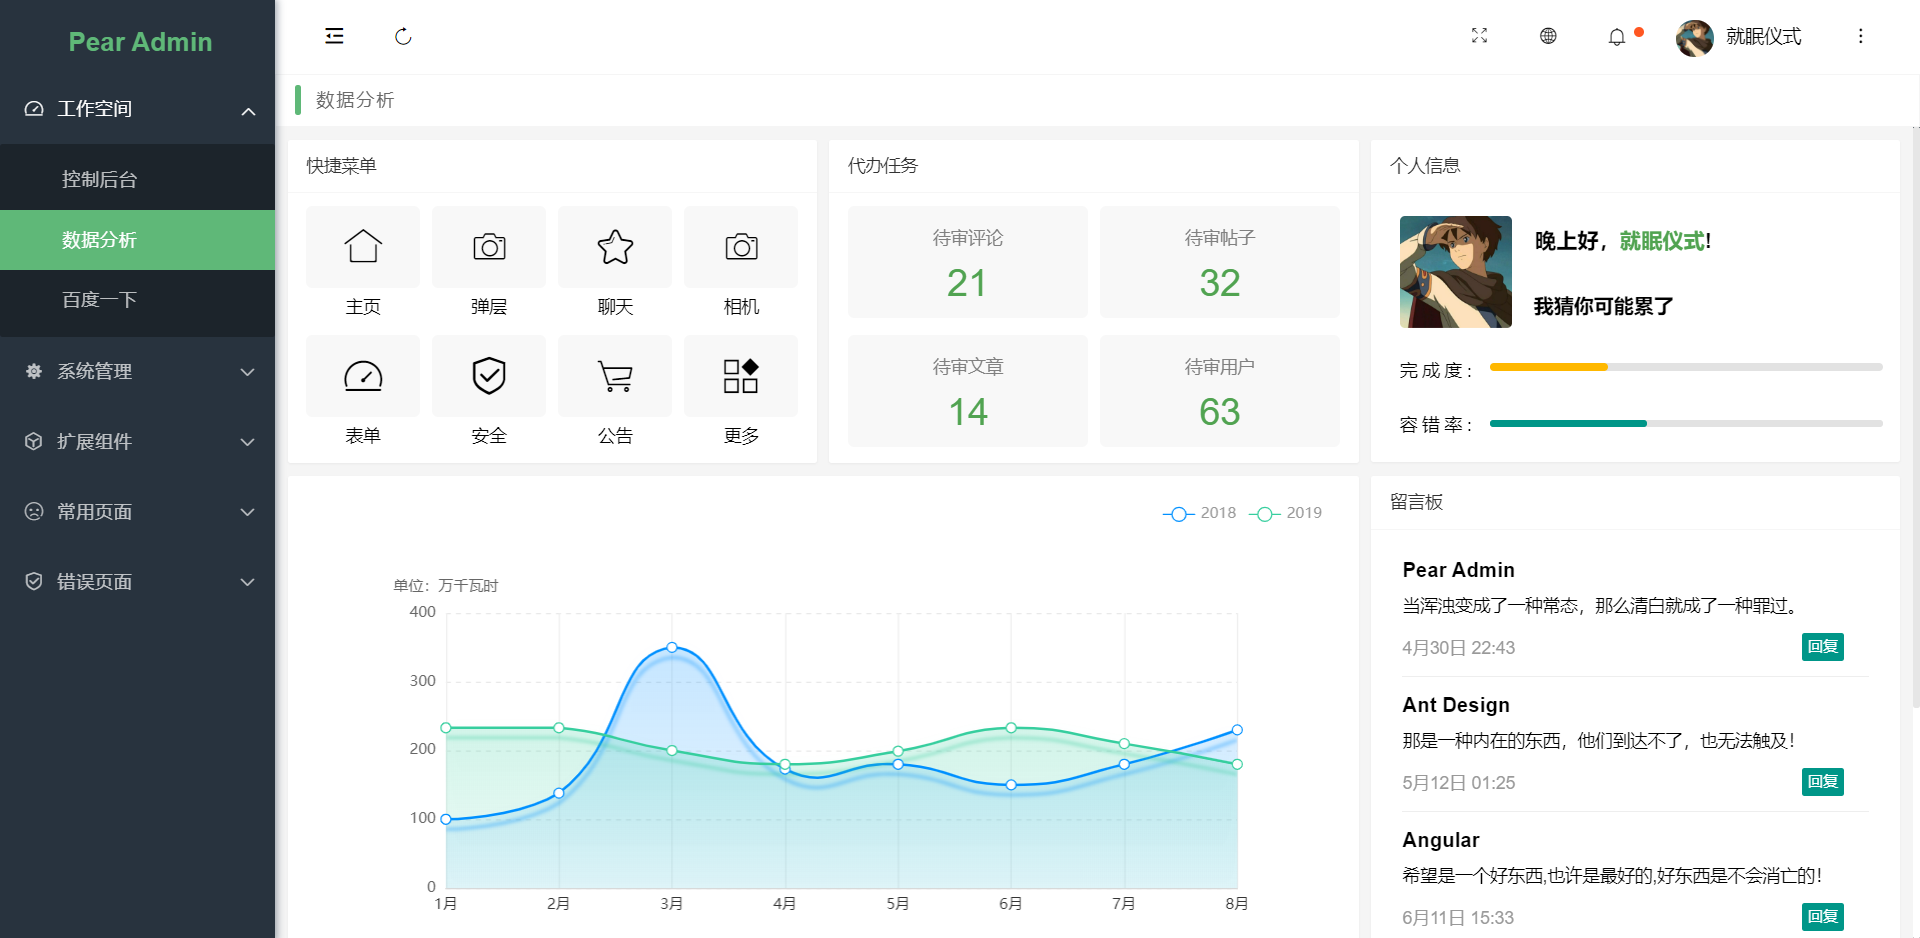 Pear Admin
工作空间
控制后台
数据分析
百度一下
系统管理
扩展组件
常用页面
错误页面
就眠仪式
数据分析
快捷菜单
主页
弹层
聊天
相机
表单
安全
公告
更多
代办任务
待审评论
21
待审帖子
32
待审文章
14
待审用户
63
个人信息
晚上好，就眠仪式!
我猜你可能累了
完成度：
容错率：
2018
2019
单位：万千瓦时
400
300
200
100
0
1月
2月
3月
4月
5月
6月
7月
8月
留言板
Pear Admin
当浑浊变成了一种常态，那么清白就成了一种罪过。
4月30日 22:43
回复
Ant Design
那是一种内在的东西，他们到达不了，也无法触及！
5月12日 01:25
回复
Angular
希望是一个好东西,也许是最好的,好东西是不会消亡的！
6月11日 15:33
回复